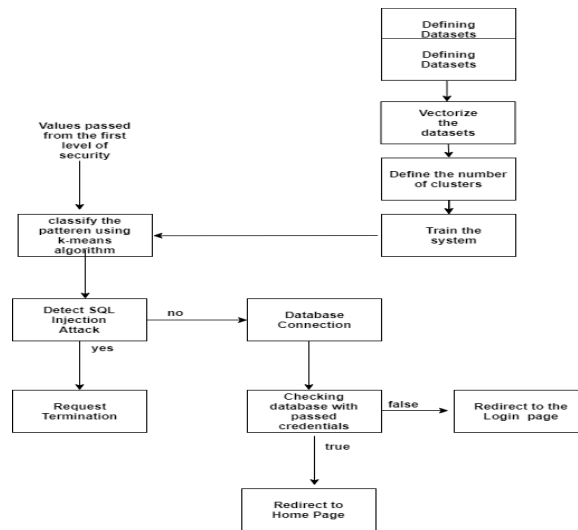 Defining
Datasets
Defining
Datasets
Vectorize
the
datasets
Values passed
from the first
level of
security
Define the number
of clusters
classify the
patteren using
k-means
algorithm
Train the
system
Detect SQL
Injection
Attack
no
Database
Connection
yes
Request
Termination
Checking
database with
passed
credentials
false
Redirect to the
Login page
true
Redirect to
Home Page